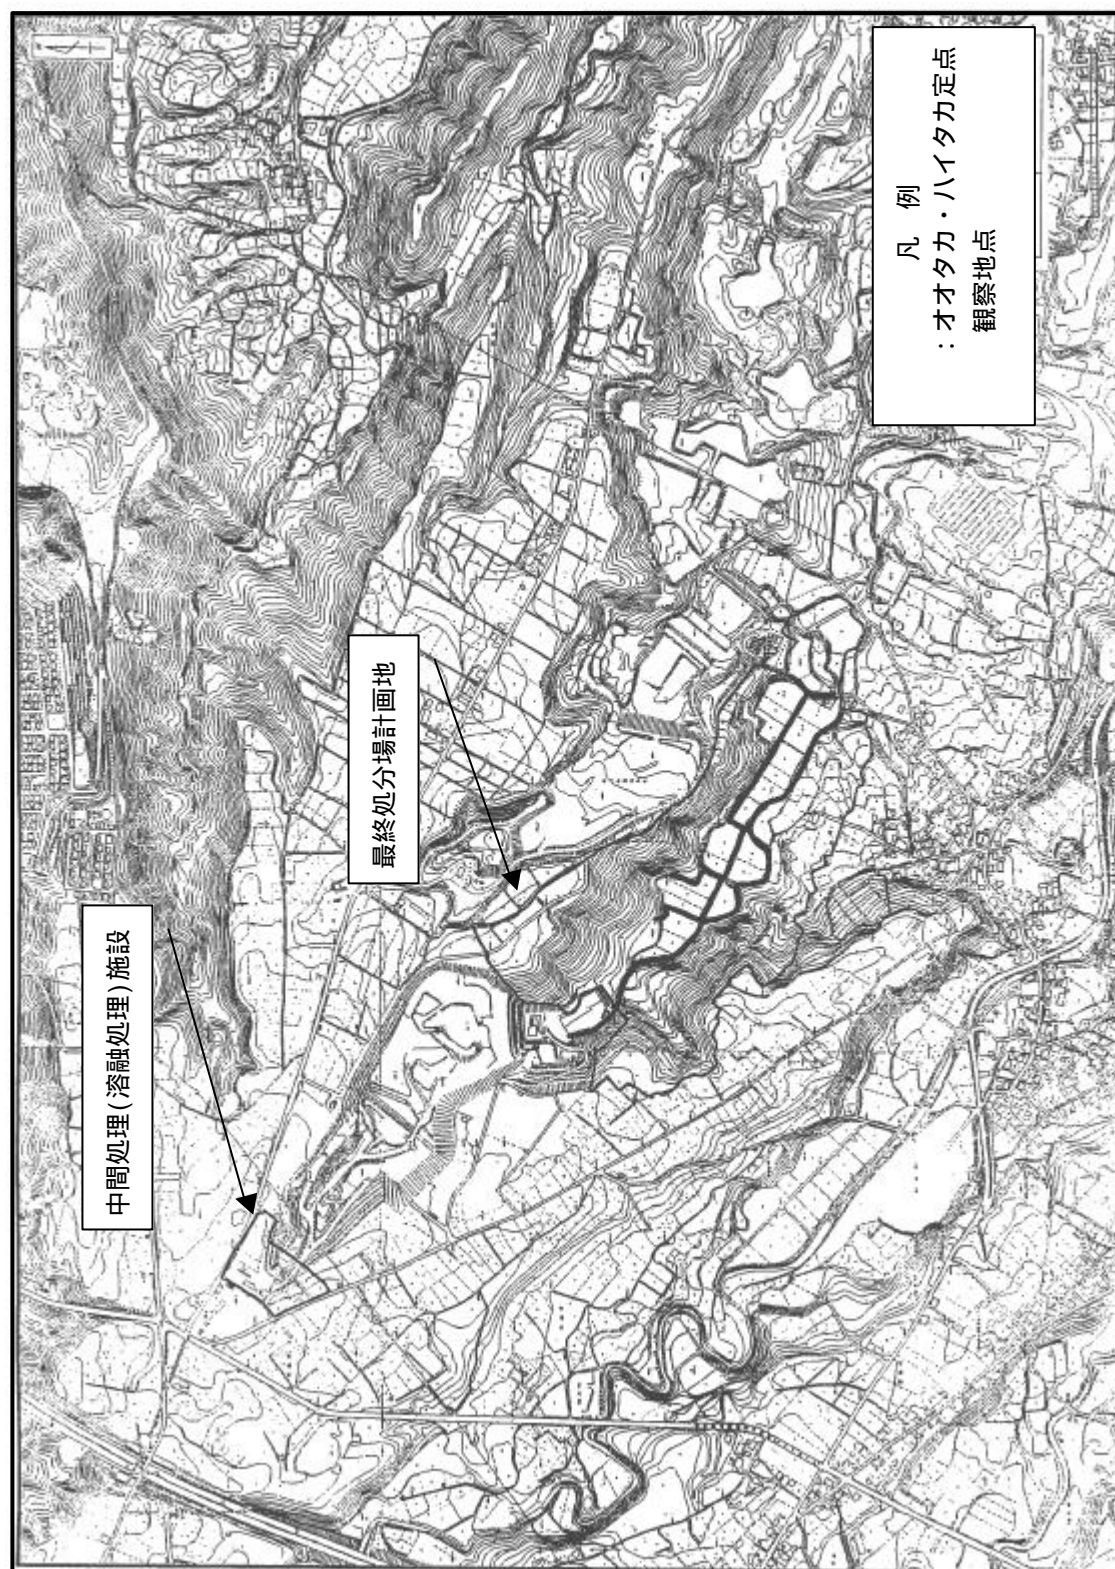 中間処理(溶融処理)施設
最終処分場計画地
凡 例
：オオタカ・ハイタカ定点
観察地点